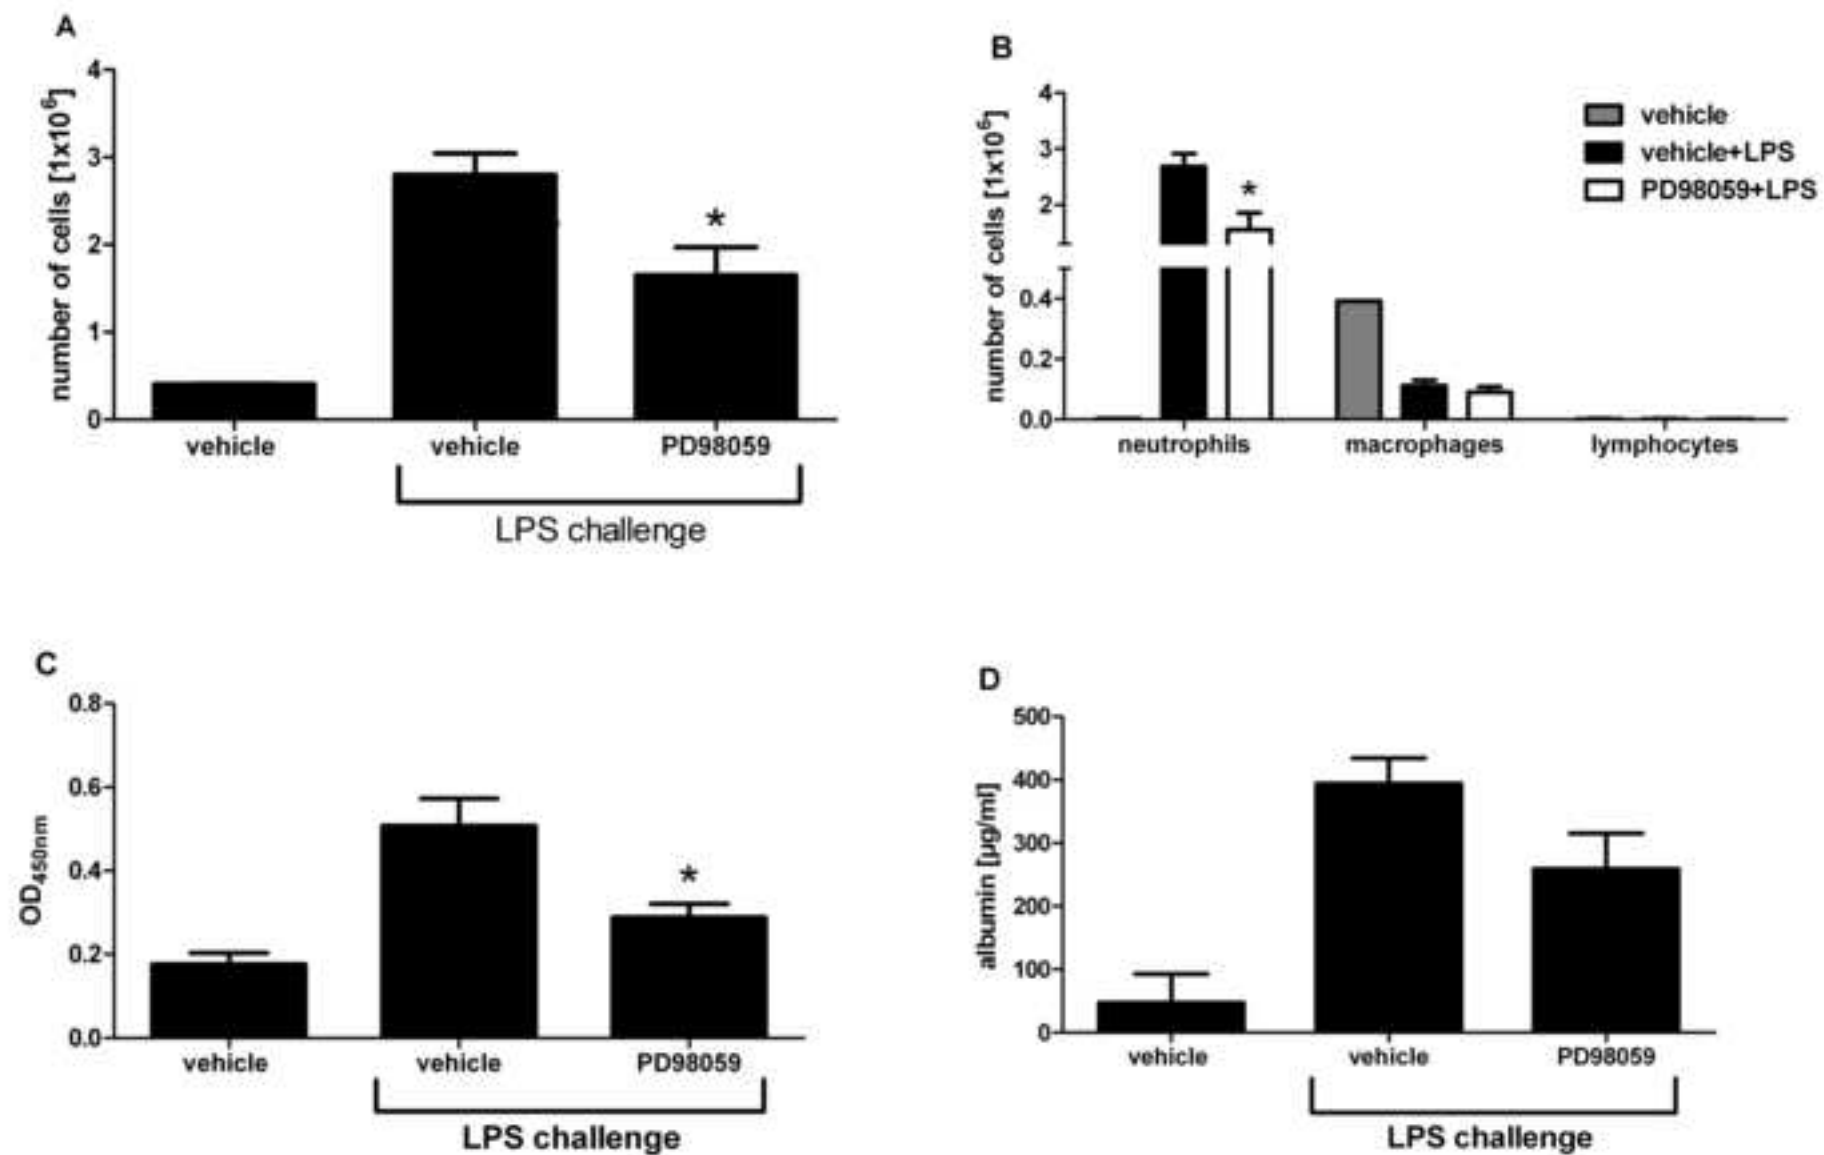 A
number of cells [1x10⁶]
4
3
2
1
0
vehicle
vehicle
PD98059
*
LPS challenge
B
number of cells [1x10⁶]
4
3
2
0.4
0.2
0.0
*
neutrophils
macrophages
lymphocytes
vehicle
vehicle+LPS
PD98059+LPS
C
OD450nm
0.8
0.6
0.4
0.2
0.0
*
vehicle
vehicle
PD98059
LPS challenge
D
albumin [µg/ml]
500
400
300
200
100
0
vehicle
vehicle
PD98059
LPS challenge